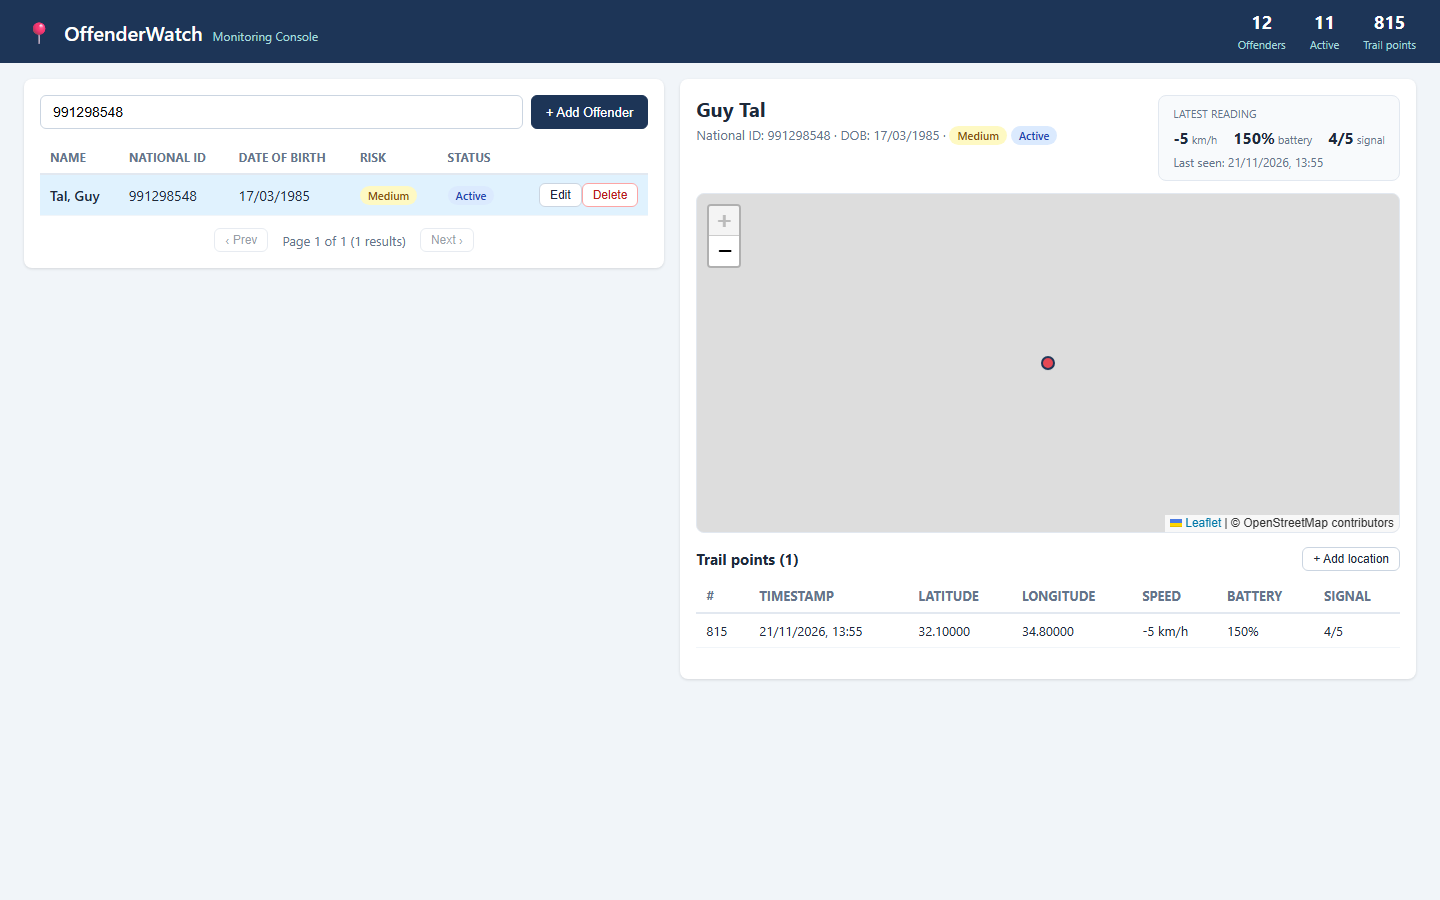 OffenderWatch Monitoring Console
12 11 815
Offenders Active Trail points
991298548
+ Add Offender
NAME NATIONAL ID DATE OF BIRTH RISK STATUS
Tal, Guy 991298548 17/03/1985 Medium Active Edit Delete
‹ Prev Page 1 of 1 (1 results) Next ›
Guy Tal
National ID: 991298548 · DOB: 17/03/1985 · Medium Active
LATEST READING
-5 km/h 150% battery 4/5 signal
Last seen: 21/11/2026, 13:55
+
−
Leaflet | © OpenStreetMap contributors
Trail points (1)
+ Add location
# TIMESTAMP LATITUDE LONGITUDE SPEED BATTERY SIGNAL
815 21/11/2026, 13:55 32.10000 34.80000 -5 km/h 150% 4/5